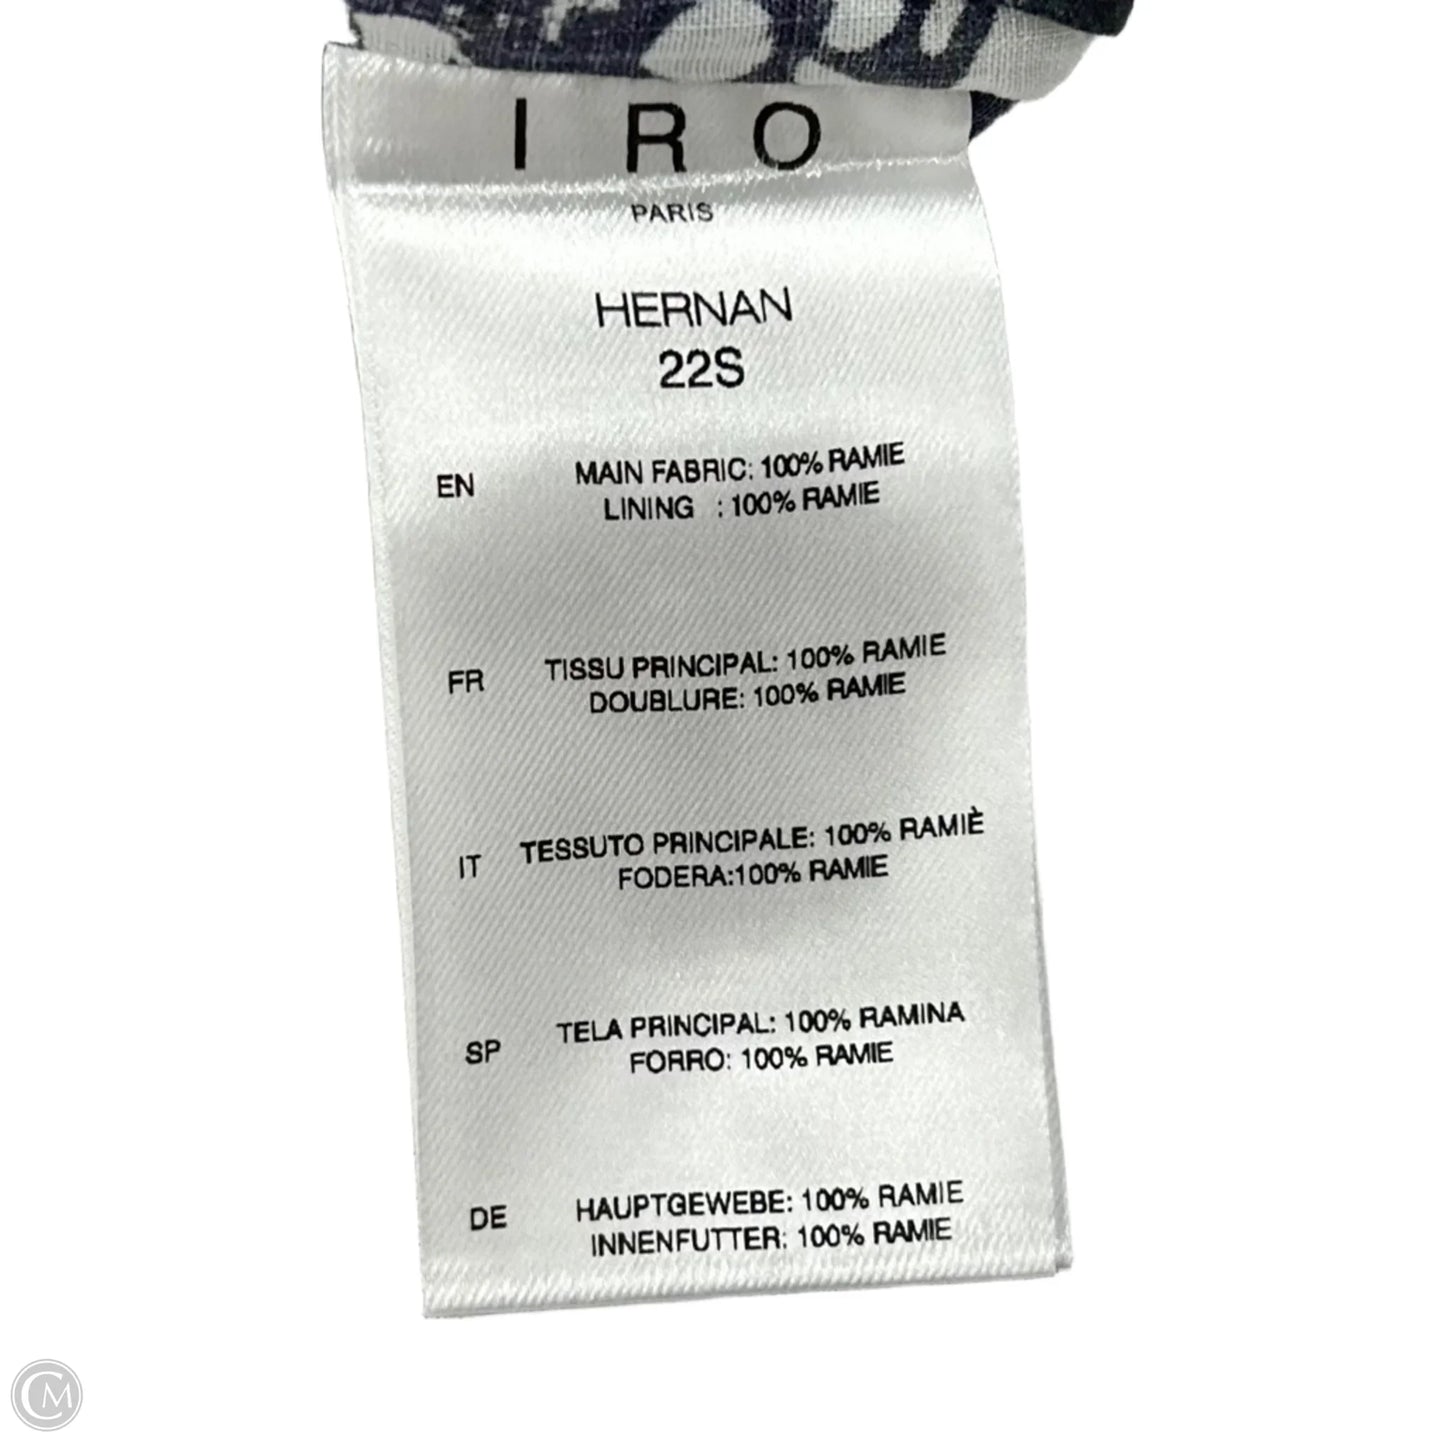 IRO
PARIS
HERNAN
22S
EN MAIN FABRIC: 100% RAMIE
LINING : 100% RAMIE
FR TISSU PRINCIPAL: 100% RAMIE
DOUBLURE: 100% RAMIE
IT TESSUTO PRINCIPALE: 100% RAMIÈ
FODERA:100% RAMIE
SP TELA PRINCIPAL: 100% RAMINA
FORRO: 100% RAMIE
DE HAUPTGEWEBE: 100% RAMIE
INNENFUTTER: 100% RAMIE
CM